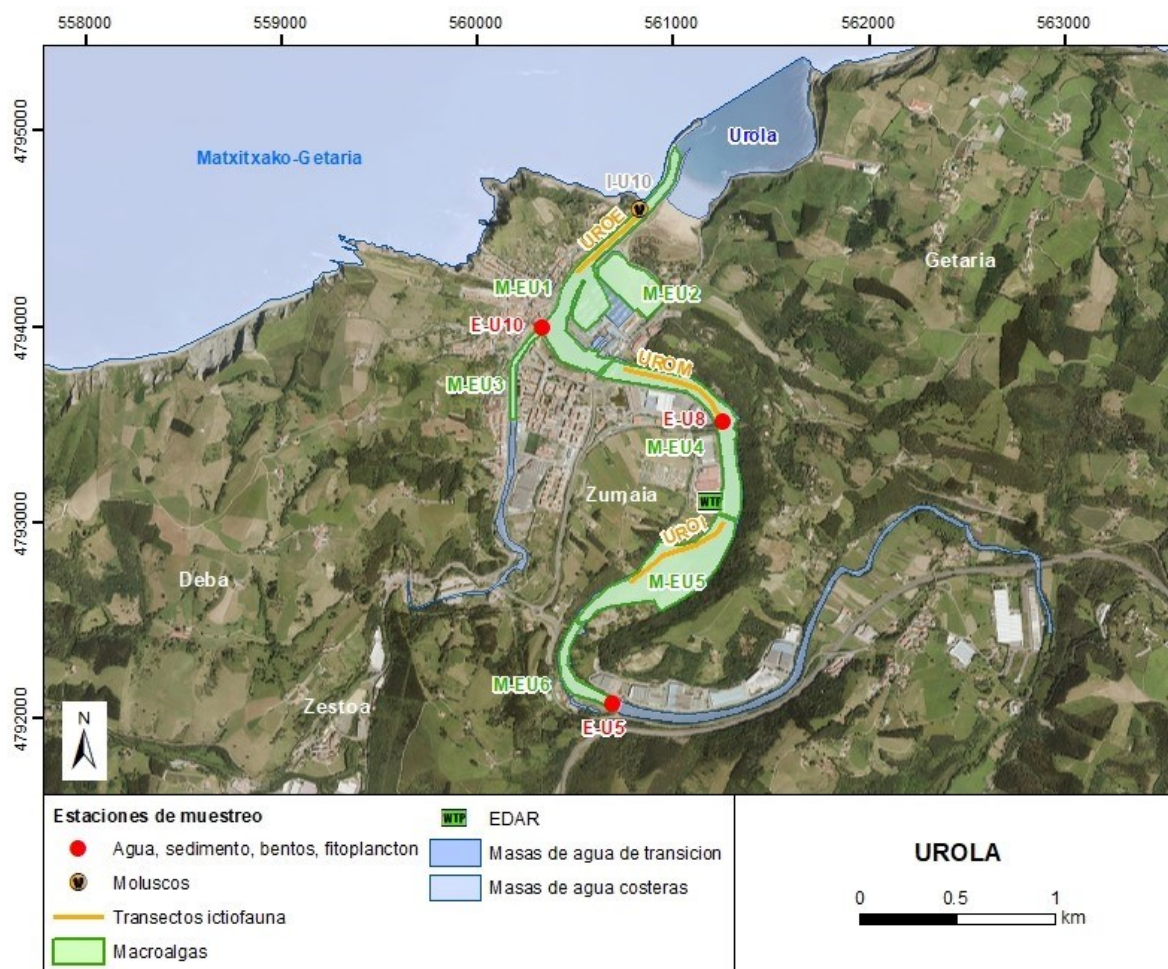 558000
559000
560000
561000
562000
563000
4795000
4794000
4793000
4792000
Matxitxako-Getaria
Urola
I-U10
UROE
Getaria
M-EU1
M-EU2
E-U10
UROM
M-EU3
E-U8
M-EU4
Zumaia
WTP
UROI
Deba
M-EU5
M-EU6
Zestoa
E-U5
N
Estaciones de muestreo
Agua, sedimento, bentos, fitoplancton
Moluscos
Transectos ictiofauna
Macroalgas
WTP EDAR
Masas de agua de transicion
Masas de agua costeras
UROLA
0 0.5 1
km